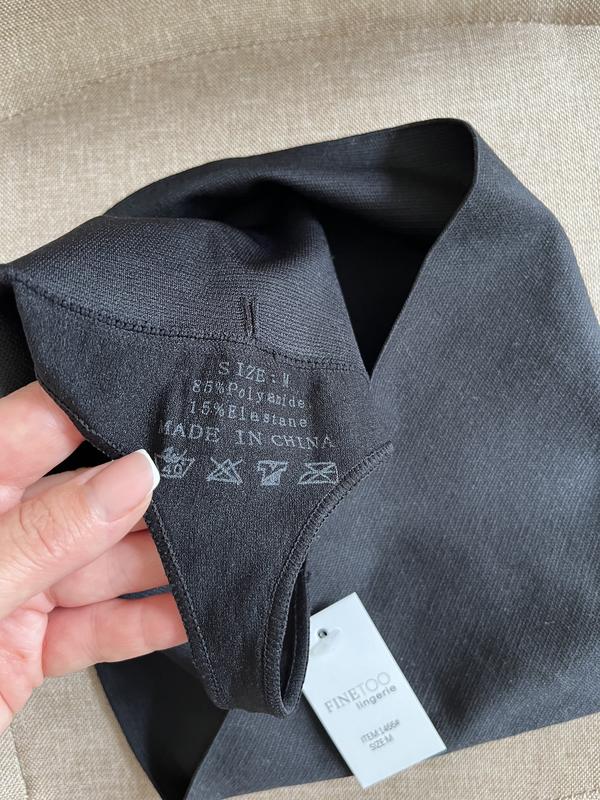 SIZE: M
85%Polyamide
15%Elastane
MADE IN CHINA
40
FINETOO
lingerie
ITEM:1466#
SIZE:M